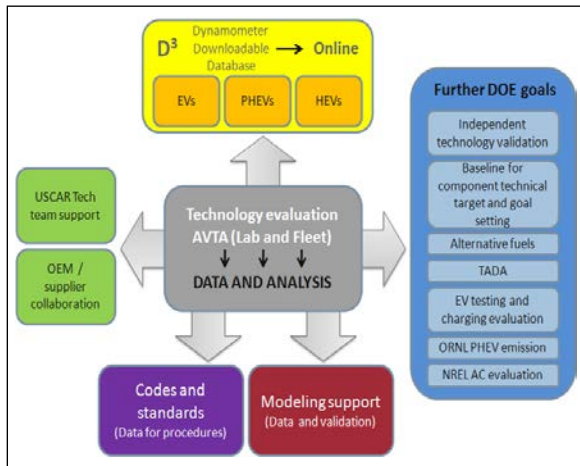 D³
Dynamometer
Downloadable
Database
Online
EVs
PHEVs
HEVs
USCAR Tech
team support
OEM /
supplier
collaboration
Technology evaluation
AVTA (Lab and Fleet)
DATA AND ANALYSIS
Codes and
standards
(Data for procedures)
Modeling support
(Data and validation)
Further DOE goals
Independent
technology validation
Baseline for
component technical
target and goal
setting
Alternative fuels
TADA
EV testing and
charging evaluation
ORNL PHEV emission
NREL AC evaluation